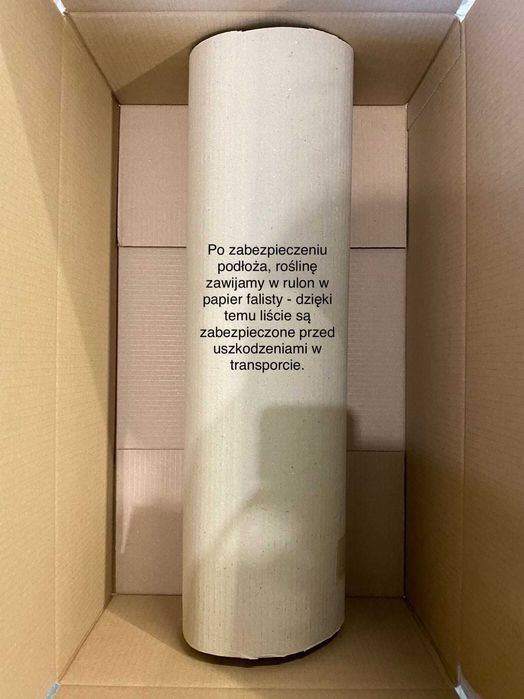 Po zabezpieczeniu
podłoża, roślinę
zawijamy w rulon w
papier falisty - dzięki
temu liście są
zabezpieczone przed
uszkodzeniami w
transporcie.